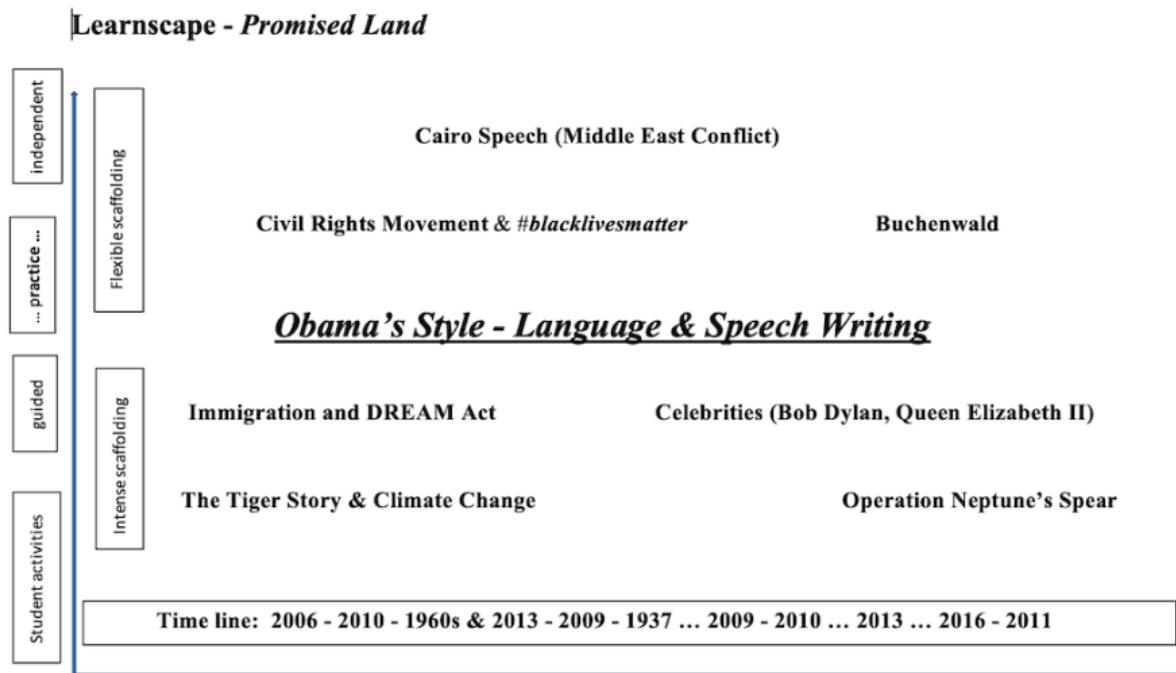 Learnscape - Promised Land
independent
... practice ...
guided
Student activities
Flexible scaffolding
Intense scaffolding
Cairo Speech (Middle East Conflict)
Civil Rights Movement & #blacklivesmatter Buchenwald
Obama's Style - Language & Speech Writing
Immigration and DREAM Act Celebrities (Bob Dylan, Queen Elizabeth II)
The Tiger Story & Climate Change Operation Neptune's Spear
Time line: 2006 - 2010 - 1960s & 2013 - 2009 - 1937 ... 2009 - 2010 ... 2013 ... 2016 - 2011